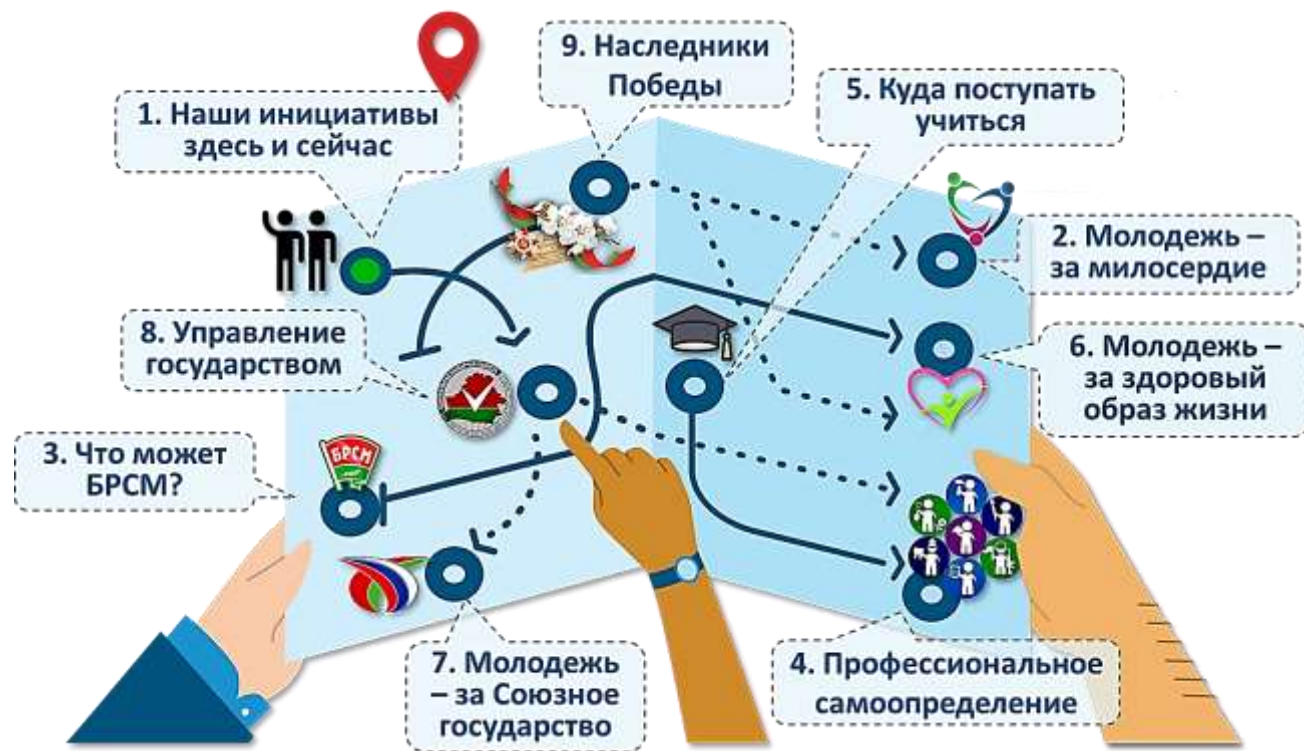 9. Наследники
Победы
1. Наши инициативы
здесь и сейчас
5. Куда поступать
учиться
2. Молодежь –
за милосердие
8. Управление
государством
6. Молодежь –
за здоровый
образ жизни
3. Что может
БРСМ?
БРСМ
7. Молодежь
– за Союзное
государство
4. Профессиональное
самоопределение